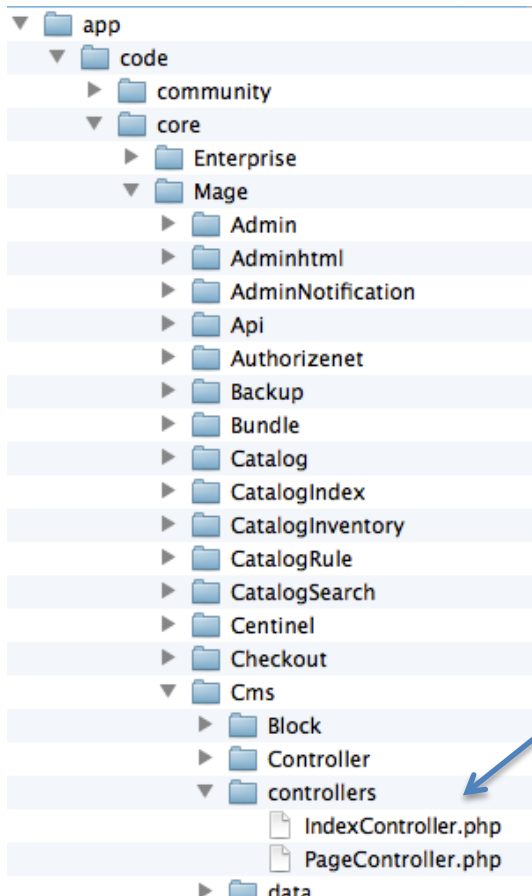 app
code
community
core
Enterprise
Mage
Admin
Adminhtml
AdminNotification
Api
Authorizenet
Backup
Bundle
Catalog
CatalogIndex
CatalogInventory
CatalogRule
CatalogSearch
Centinel
Checkout
Cms
Block
Controller
controllers
IndexController.php
PageController.php
data